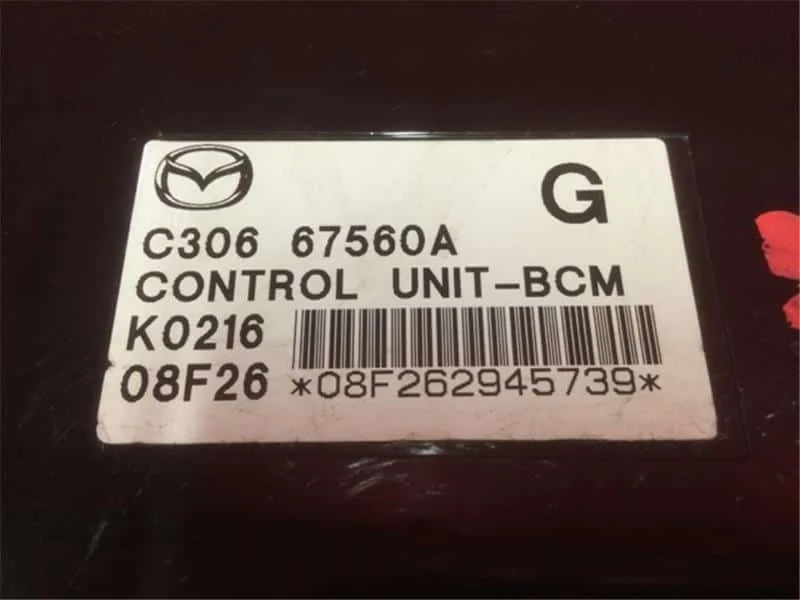 G
C306 67560A
CONTROL UNIT-BCM
K0216
08F26 *08F262945739*